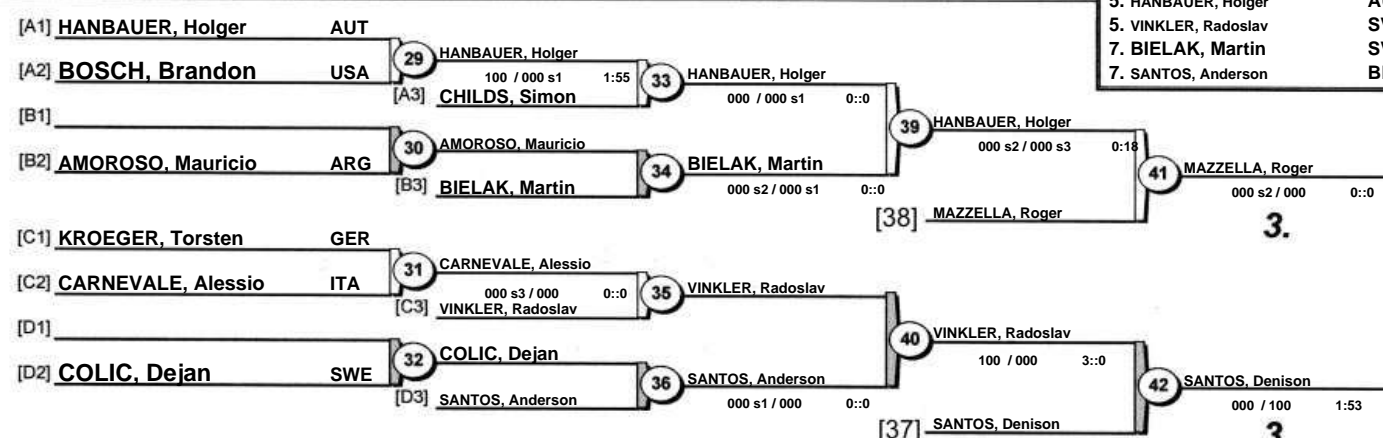 5. HANBAUER, Holger
5. VINKLER, Radoslav
7. BIELAK, Martin
7. SANTOS, Anderson
[A1] HANBAUER, Holger AUT
29 HANBAUER, Holger
[A2] BOSCH, Brandon USA
100 / 000 s1 1:55
[A3] CHILDS, Simon
33 HANBAUER, Holger
000 / 000 s1 0::0
[B1]
39 HANBAUER, Holger
000 s2 / 000 s3 0:18
30 AMOROSO, Mauricio
[B2] AMOROSO, Mauricio ARG
34 BIELAK, Martin
[B3] BIELAK, Martin
000 s2 / 000 s1 0::0
41 MAZZELLA, Roger
000 s2 / 000 0::0
[38] MAZZELLA, Roger
3.
[C1] KROEGER, Torsten GER
31 CARNEVALE, Alessio
[C2] CARNEVALE, Alessio ITA
000 s3 / 000 0::0
[C3] VINKLER, Radoslav
35 VINKLER, Radoslav
[D1]
40 VINKLER, Radoslav
100 / 000 3::0
32 COLIC, Dejan
[D2] COLIC, Dejan SWE
36 SANTOS, Anderson
[D3] SANTOS, Anderson
000 s1 / 000 0::0
42 SANTOS, Denison
000 / 100 1:53
[37] SANTOS, Denison
3